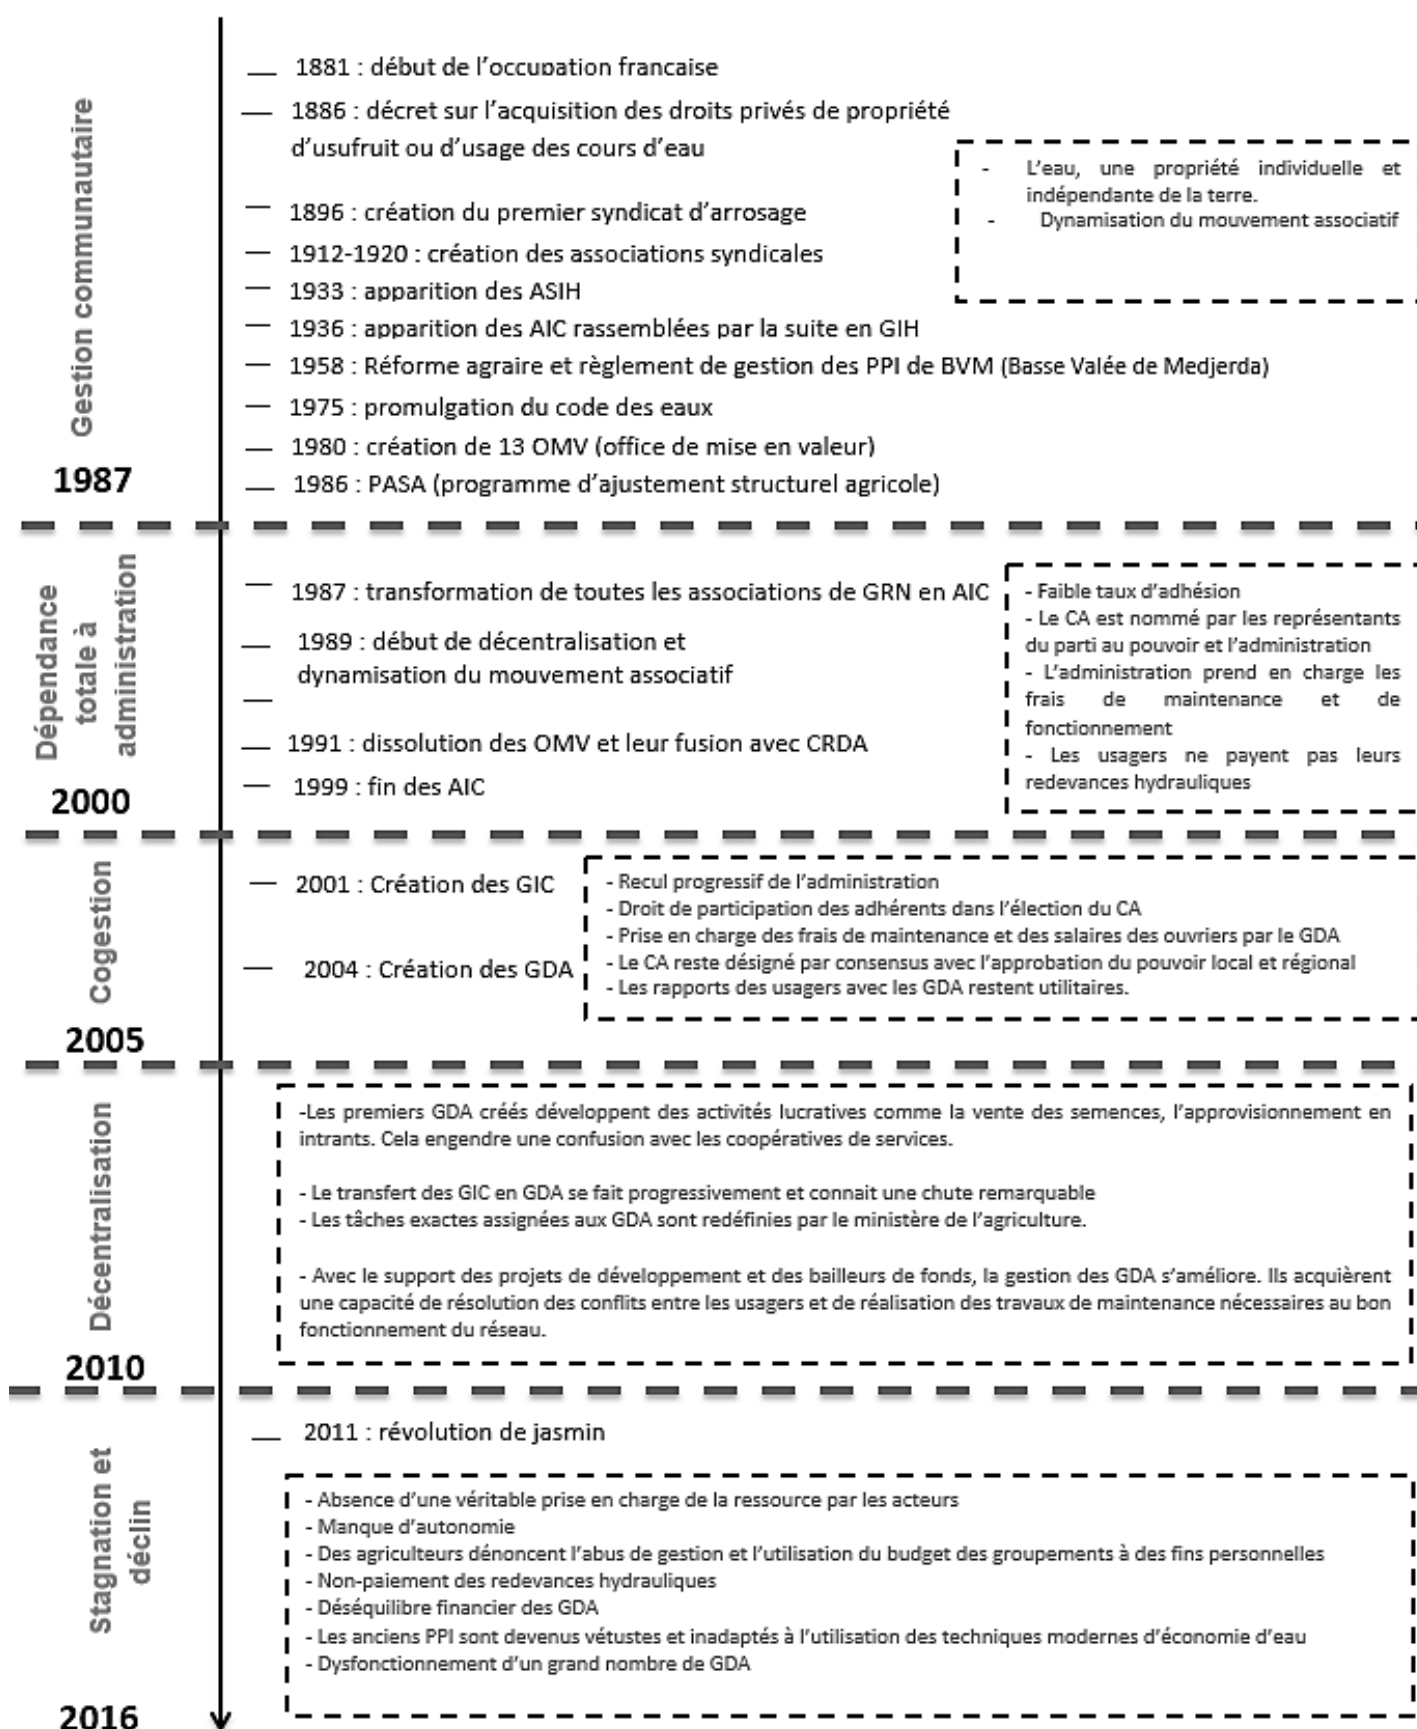 Gestion communautaire
1881 : début de l'occupation française
1886 : décret sur l'acquisition des droits privés de propriété
d'usufruit ou d'usage des cours d'eau
- L'eau, une propriété individuelle et
indépendante de la terre.
- Dynamisation du mouvement associatif
1896 : création du premier syndicat d'arrosage
1912-1920 : création des associations syndicales
1933 : apparition des ASIH
1936 : apparition des AIC rassemblées par la suite en GIH
1958 : Réforme agraire et règlement de gestion des PPI de BVM (Basse Valée de Medjerda)
1975 : promulgation du code des eaux
1980 : création de 13 OMV (office de mise en valeur)
1986 : PASA (programme d'ajustement structurel agricole)
1987
Dépendance
totale à
administration
1987 : transformation de toutes les associations de GRN en AIC
1989 : début de décentralisation et
dynamisation du mouvement associatif
1991 : dissolution des OMV et leur fusion avec CRDA
1999 : fin des AIC
- Faible taux d'adhésion
- Le CA est nommé par les représentants
du parti au pouvoir et l'administration
- L'administration prend en charge les
frais de maintenance et de
fonctionnement
- Les usagers ne payent pas leurs
redevances hydrauliques
2000
Cogestion
2001 : Création des GIC
2004 : Création des GDA
- Recul progressif de l'administration
- Droit de participation des adhérents dans l'élection du CA
- Prise en charge des frais de maintenance et des salaires des ouvriers par le GDA
- Le CA reste désigné par consensus avec l'approbation du pouvoir local et régional
- Les rapports des usagers avec les GDA restent utilitaires.
2005
Décentralisation
-Les premiers GDA créés développent des activités lucratives comme la vente des semences, l'approvisionnement en
intrants. Cela engendre une confusion avec les coopératives de services.
- Le transfert des GIC en GDA se fait progressivement et connait une chute remarquable
- Les tâches exactes assignées aux GDA sont redéfinies par le ministère de l'agriculture.
- Avec le support des projets de développement et des bailleurs de fonds, la gestion des GDA s'améliore. Ils acquièrent
une capacité de résolution des conflits entre les usagers et de réalisation des travaux de maintenance nécessaires au bon
fonctionnement du réseau.
2010
Stagnation et
déclin
2011 : révolution de jasmin
- Absence d'une véritable prise en charge de la ressource par les acteurs
- Manque d'autonomie
- Des agriculteurs dénoncent l'abus de gestion et l'utilisation du budget des groupements à des fins personnelles
- Non-paiement des redevances hydrauliques
- Déséquilibre financier des GDA
- Les anciens PPI sont devenus vétustes et inadaptés à l'utilisation des techniques modernes d'économie d'eau
- Dysfonctionnement d'un grand nombre de GDA
2016